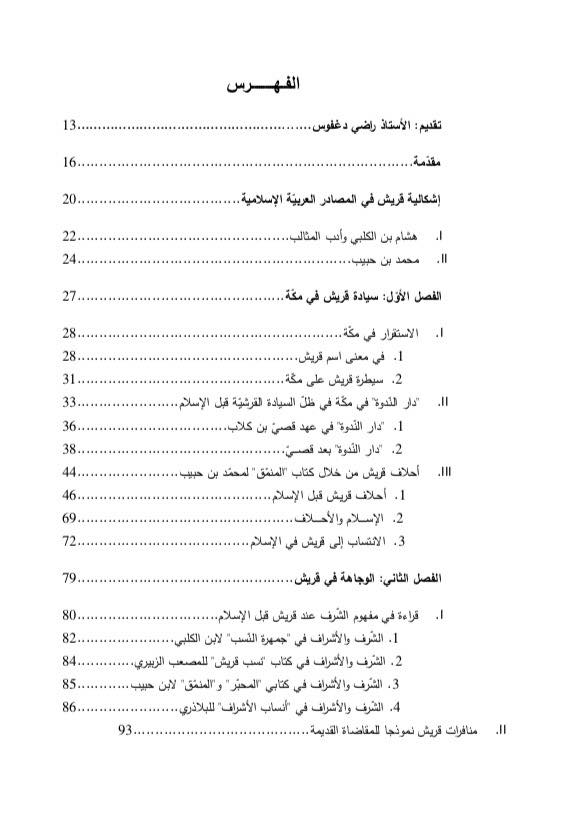 الفـهـــــرس
تقديم: الأستاذ راضي دغفوس......................................................13
مقدّمة.............................................................................16
إشكالية قريش في المصادر العربيّة الإسلامية.....................................20
I. هشام بن الكلبي وأدب المثالب................................................22
II. محمد بن حبيب..............................................................24
الفصل الأوّل: سيادة قريش في مكّة...............................................27
I. الاستقرار في مكّة............................................................28
1. في معنى اسم قريش..................................................28
2. سيطرة قريش على مكّة................................................31
II. "دار النّدوة" في مكّة في ظلّ السيادة القرشيّة قبل الإسلام.......................33
1. "دار النّدوة" في عهد قصيّ بن كلاب..................................36
2. "دار النّدوة" بعد قصــيّ................................................38
III. أحلاف قريش من خلال كتاب "المنمّق" لمحمّد بن حبيب.......................44
1. أحلاف قريش قبل الإسلام.............................................46
2. الإســلام والأحــلاف..................................................69
3. الانتساب إلى قريش في الإسلام.......................................72
الفصل الثاني: الوجاهة في قريش.................................................79
I. قراءة في مفهوم الشّرف عند قريش قبل الإسلام................................80
1. الشّرف والأشراف في "جمهرة النّسب" لابن الكلبي......................82
2. الشّرف والأشراف في كتاب "نسب قريش" للمصعب الزبيري.............84
3. الشّرف والأشراف في كتابي "المحبّر" و"المنمّق" لابن حبيب............85
4. الشّرف والأشراف في "أنساب الأشراف" للبلاذري.......................86
II. منافرات قريش نموذجا للمقاضاة القديمة.........................................93